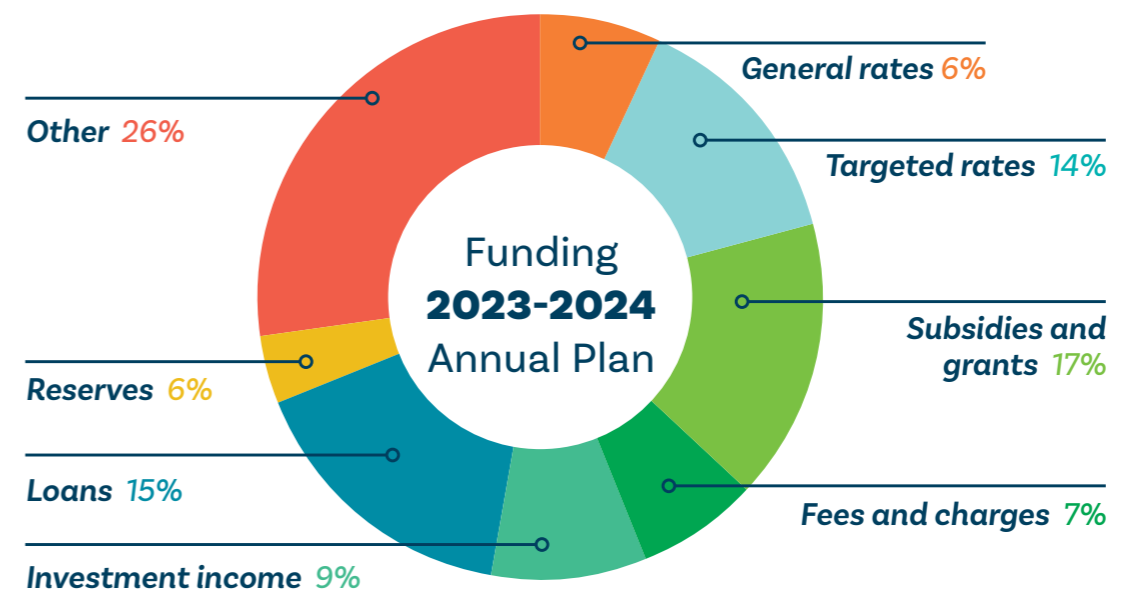 General rates 6%
Targeted rates 14%
Subsidies and
grants 17%
Fees and charges 7%
Investment income 9%
Loans 15%
Reserves 6%
Other 26%
Funding
2023-2024
Annual Plan